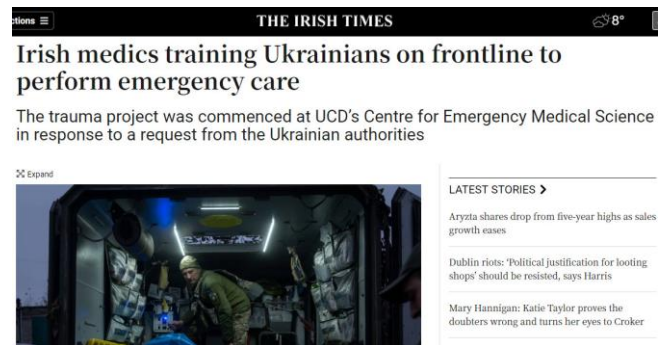 ctions ☰
THE IRISH TIMES
8°
Irish medics training Ukrainians on frontline to
perform emergency care
The trauma project was commenced at UCD's Centre for Emergency Medical Science
in response to a request from the Ukrainian authorities
Expand
LATEST STORIES >
Aryzta shares drop from five-year highs as sales
growth eases
Dublin riots: 'Political justification for looting
shops' should be resisted, says Harris
Mary Hannigan: Katie Taylor proves the
doubters wrong and turns her eyes to Croker